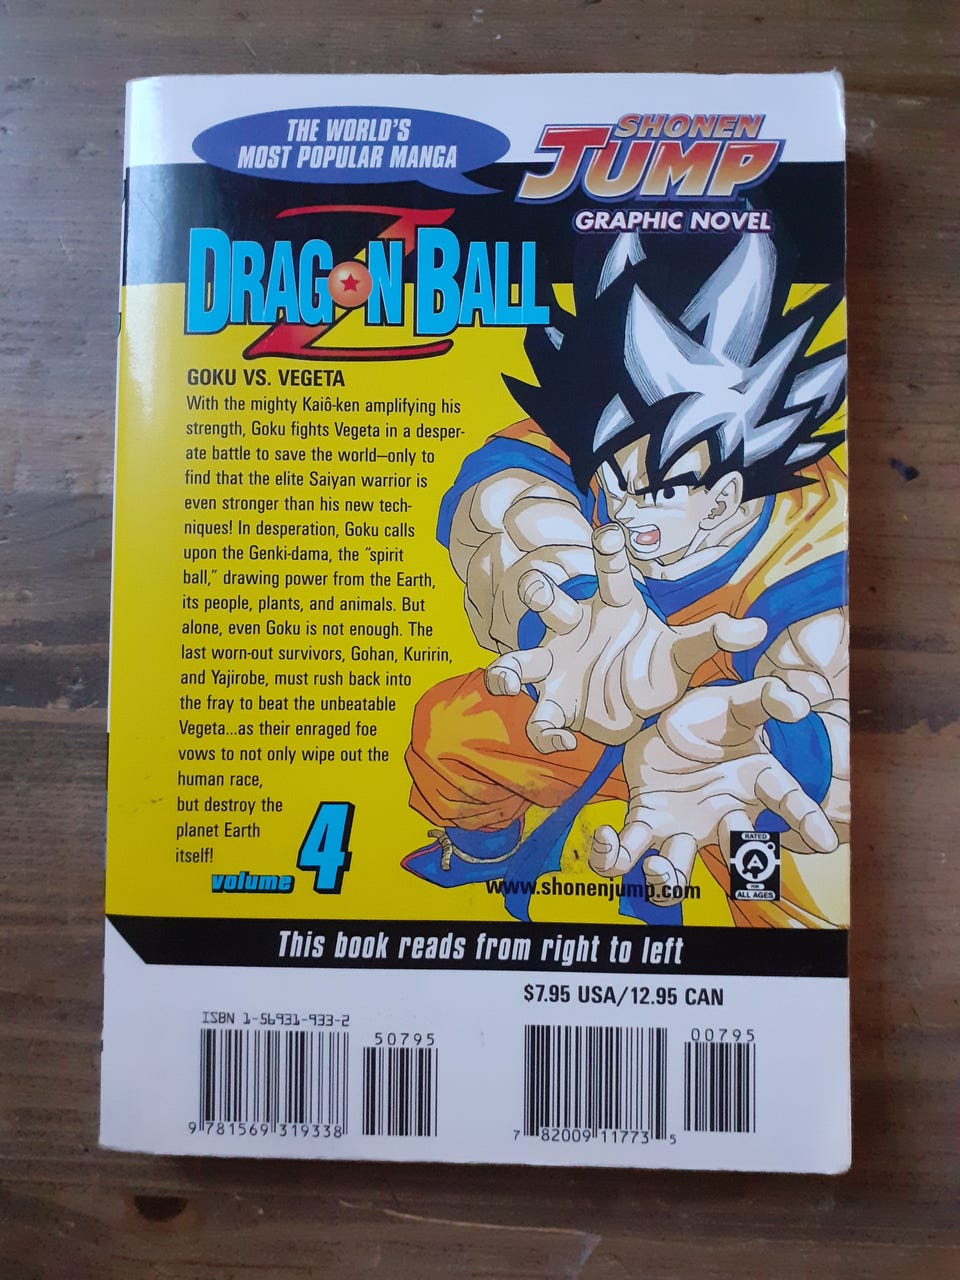 THE WORLD'S
MOST POPULAR MANGA
SHONEN
JUMP
GRAPHIC NOVEL
DRAGON BALL
Z
GOKU VS. VEGETA
With the mighty Kaiô-ken amplifying his
strength, Goku fights Vegeta in a desper-
ate battle to save the world—only to
find that the elite Saiyan warrior is
even stronger than his new tech-
niques! In desperation, Goku calls
upon the Genki-dama, the "spirit
ball," drawing power from the Earth,
its people, plants, and animals. But
alone, even Goku is not enough. The
last worn-out survivors, Gohan, Kuririn,
and Yajirobe, must rush back into
the fray to beat the unbeatable
Vegeta...as their enraged foe
vows to not only wipe out the
human race,
but destroy the
planet Earth
itself!
volume 4
www.shonenjump.com
RATED
A
FOR
ALL AGES
This book reads from right to left
$7.95 USA/12.95 CAN
ISBN 1-56931-933-2
50795
9 781569 319338
00795
7 82009 11773 5